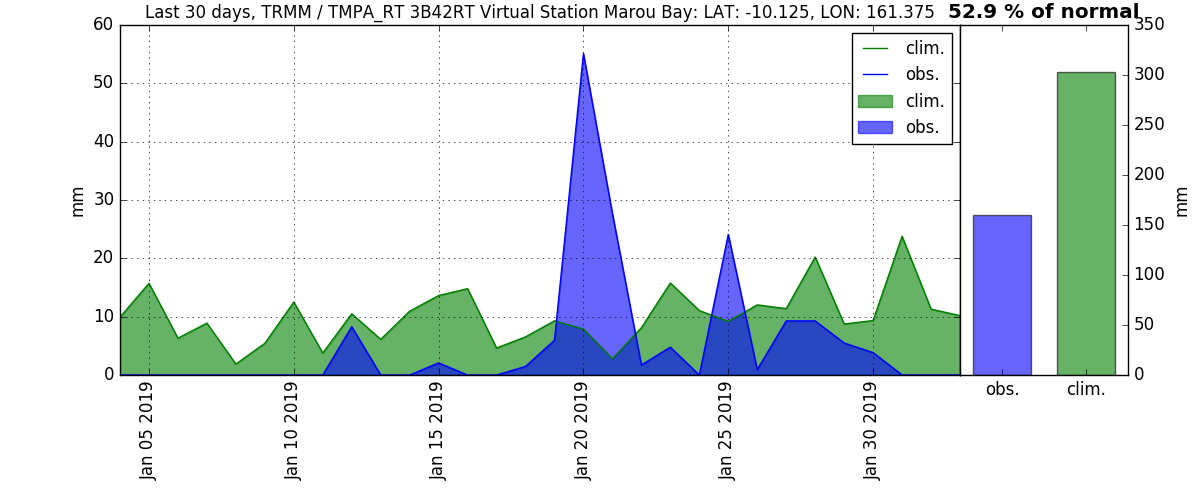 Last 30 days, TRMM / TMPA_RT 3B42RT Virtual Station Marou Bay: LAT: -10.125, LON: 161.375
52.9 % of normal
mm
60
50
40
30
20
10
0
clim.
obs.
clim.
obs.
Jan 05 2019
Jan 10 2019
Jan 15 2019
Jan 20 2019
Jan 25 2019
Jan 30 2019
350
300
250
200
150
100
50
0
mm
obs.
clim.